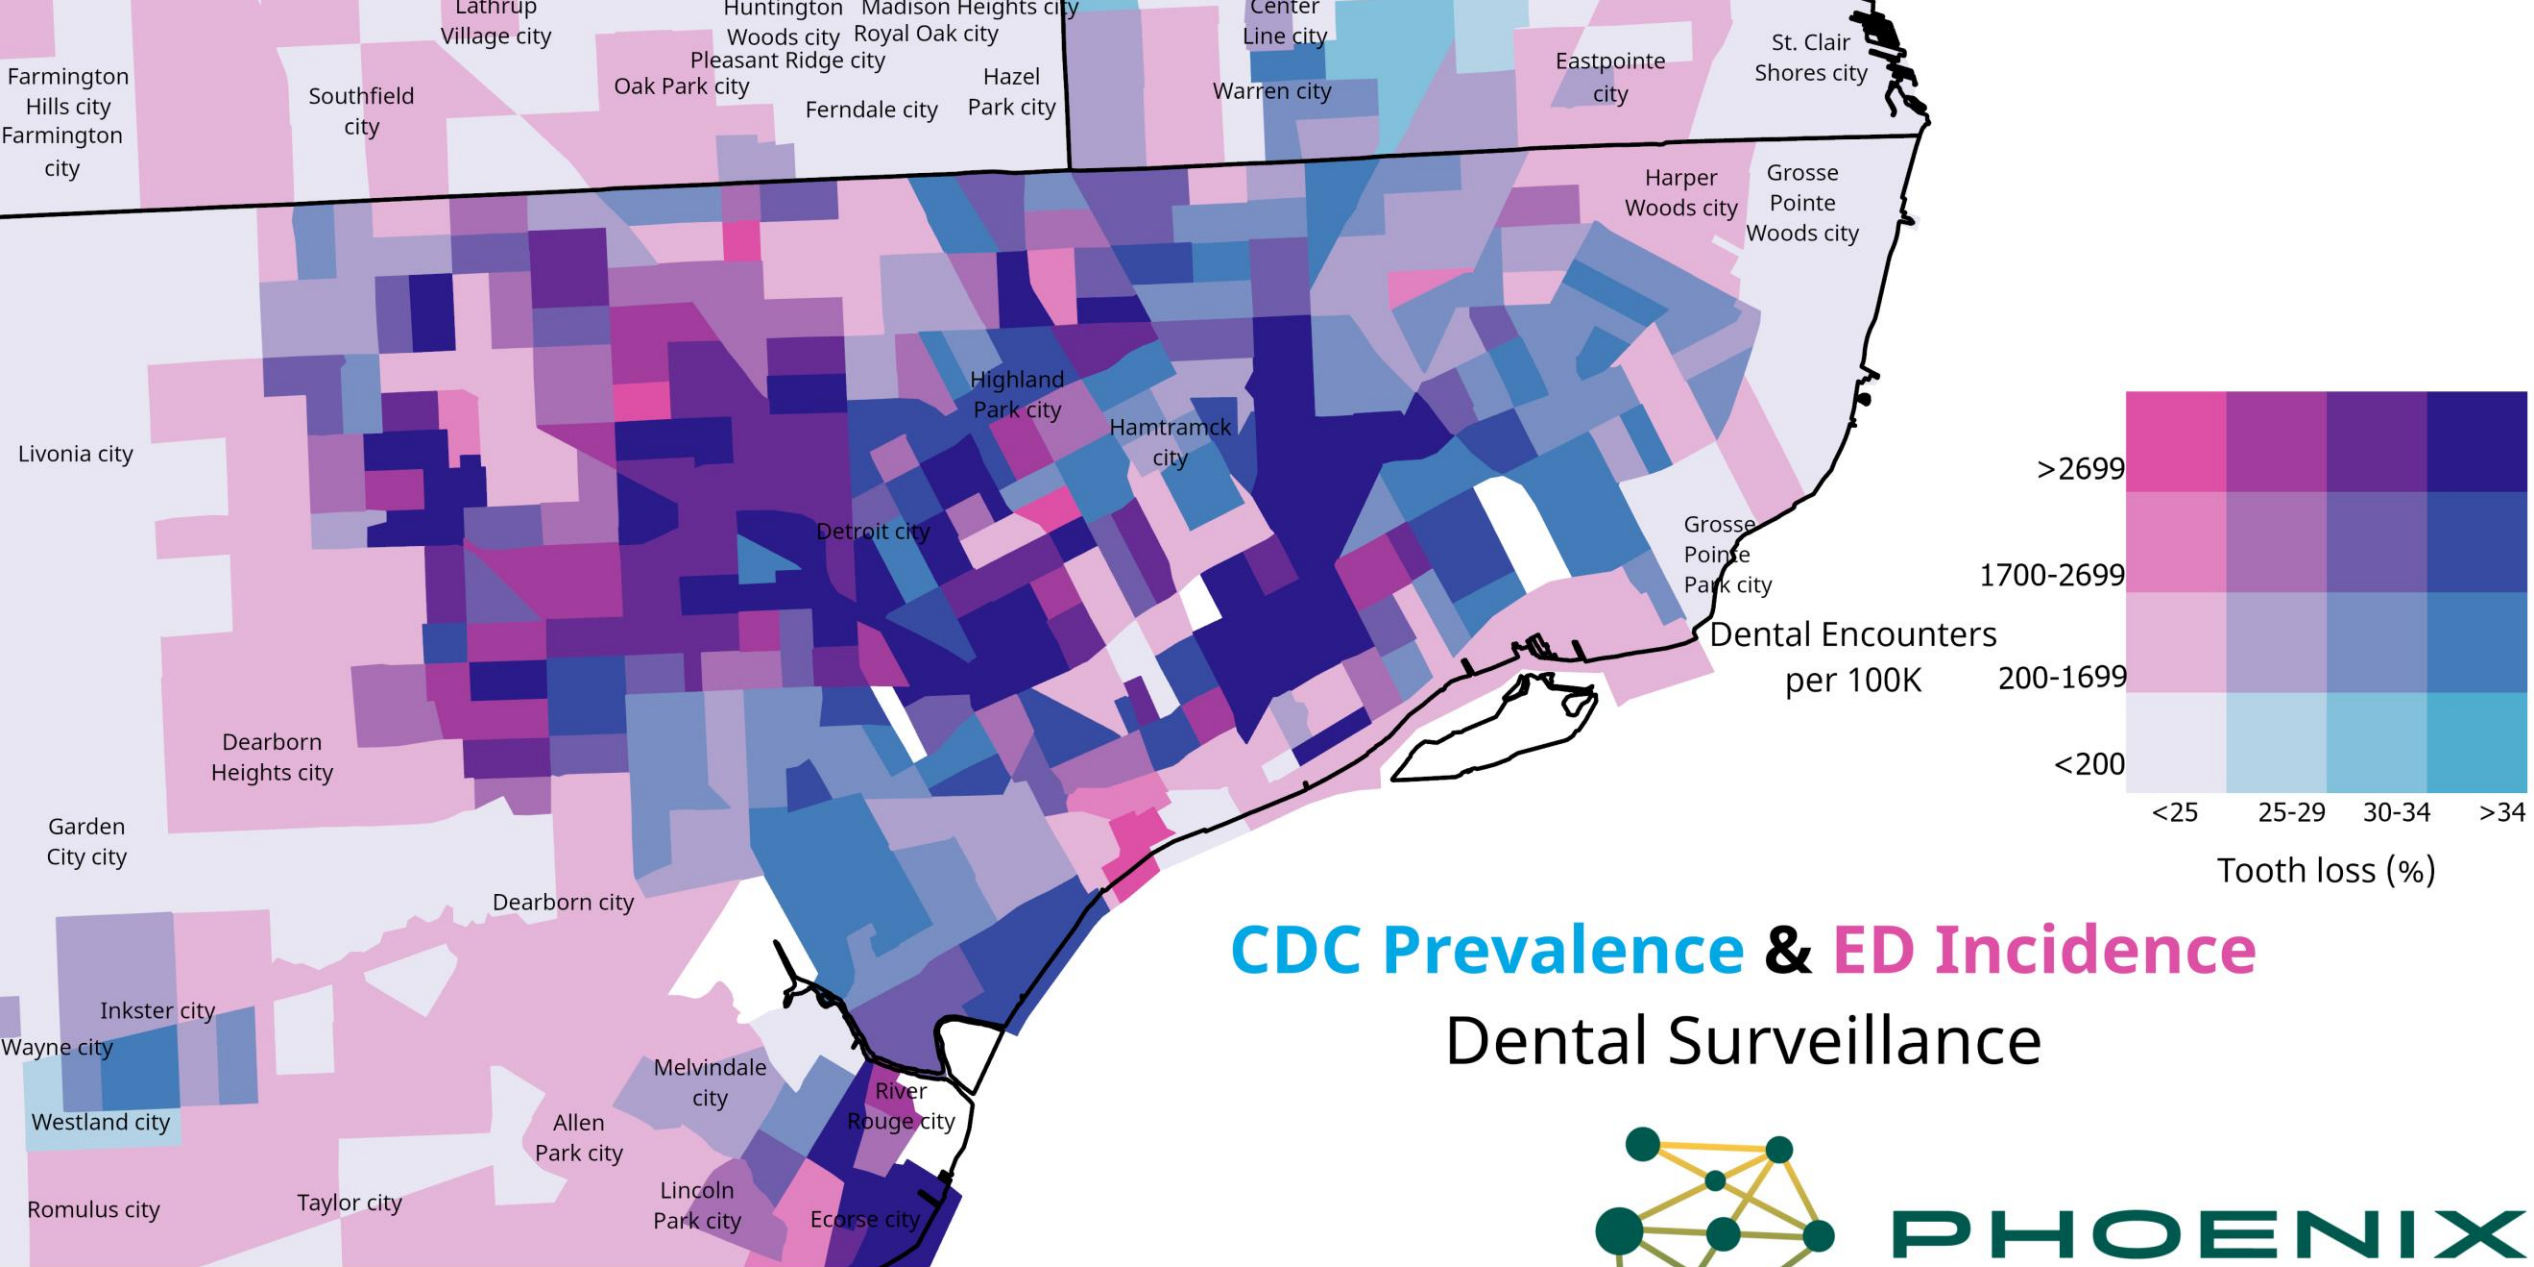 Lathrup
Village city
Huntington
Woods city
Madison Heights city
Royal Oak city
Pleasant Ridge city
Oak Park city
Ferndale city
Hazel
Park city
Center
Line city
Warren city
Eastpointe
city
St. Clair
Shores city
Farmington
Hills city
Farmington
city
Southfield
city
Harper
Woods city
Grosse
Pointe
Woods city
Livonia city
Highland
Park city
Hamtramck
city
Detroit city
Grosse
Pointe
Park city
Dearborn
Heights city
Garden
City city
Dearborn city
Inkster city
Wayne city
Westland city
Melvindale
city
River
Rouge city
Allen
Park city
Lincoln
Park city
Ecorse city
Romulus city
Taylor city
>2699
1700-2699
Dental Encounters
per 100K
200-1699
<200
<25 25-29 30-34 >34
Tooth loss (%)
CDC Prevalence & ED Incidence
Dental Surveillance
PHOENIX